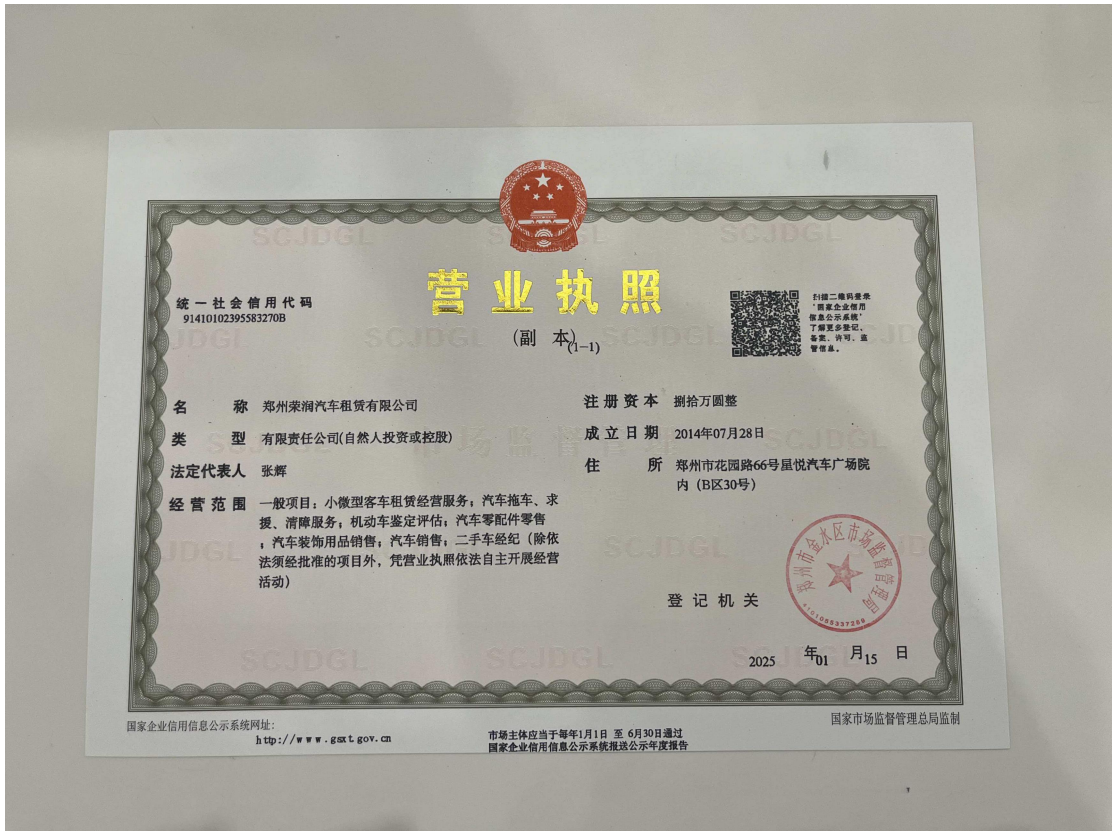 营业执照
(副 本)(1-1)
统一社会信用代码
91410102395583270B
扫描二维码登录
“国家企业信用
信息公示系统”
了解更多登记、
备案、许可、监
管信息。
名 称 郑州荣润汽车租赁有限公司
类 型 有限责任公司(自然人投资或控股)
法定代表人 张辉
经营范围 一般项目：小微型客车租赁经营服务；汽车拖车、求
援、清障服务；机动车鉴定评估；汽车零配件零售
；汽车装饰用品销售；汽车销售；二手车经纪（除依
法须经批准的项目外，凭营业执照依法自主开展经营
活动）
注册资本 捌拾万圆整
成立日期 2014年07月28日
住 所 郑州市花园路66号星悦汽车广场院
内（B区30号）
登记机关
郑州市金水区市场监督管理局
2025 年01 月15 日
国家企业信用信息公示系统网址：
http://www.gsxt.gov.cn
市场主体应当于每年1月1日 至 6月30日通过
国家企业信用信息公示系统报送公示年度报告
国家市场监督管理总局监制
SCJDGL
市场监督管理